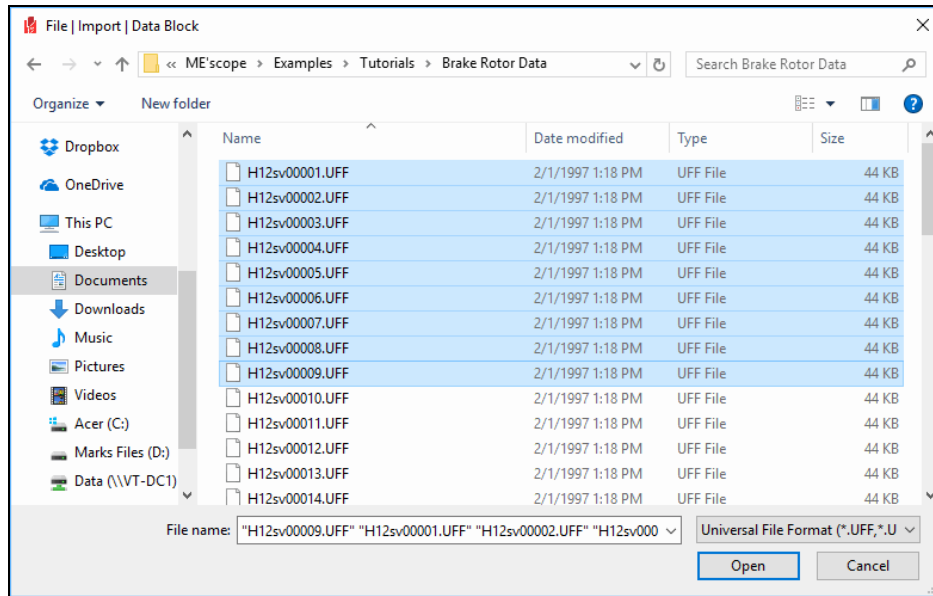 File | Import | Data Block
« ME'scope > Examples > Tutorials > Brake Rotor Data
Search Brake Rotor Data
Organize
New folder
Name Date modified Type Size
Dropbox
OneDrive
This PC
Desktop
Documents
Downloads
Music
Pictures
Videos
Acer (C:)
Marks Files (D:)
Data (\\VT-DC1)
H12sv00001.UFF 2/1/1997 1:18 PM UFF File 44 KB
H12sv00002.UFF 2/1/1997 1:18 PM UFF File 44 KB
H12sv00003.UFF 2/1/1997 1:18 PM UFF File 44 KB
H12sv00004.UFF 2/1/1997 1:18 PM UFF File 44 KB
H12sv00005.UFF 2/1/1997 1:18 PM UFF File 44 KB
H12sv00006.UFF 2/1/1997 1:18 PM UFF File 44 KB
H12sv00007.UFF 2/1/1997 1:18 PM UFF File 44 KB
H12sv00008.UFF 2/1/1997 1:18 PM UFF File 44 KB
H12sv00009.UFF 2/1/1997 1:18 PM UFF File 44 KB
H12sv00010.UFF 2/1/1997 1:18 PM UFF File 44 KB
H12sv00011.UFF 2/1/1997 1:18 PM UFF File 44 KB
H12sv00012.UFF 2/1/1997 1:18 PM UFF File 44 KB
H12sv00013.UFF 2/1/1997 1:18 PM UFF File 44 KB
H12sv00014.UFF 2/1/1997 1:18 PM UFF File 44 KB
File name: "H12sv00009.UFF" "H12sv00001.UFF" "H12sv00002.UFF" "H12sv000
Universal File Format (*.UFF,*.U
Open
Cancel